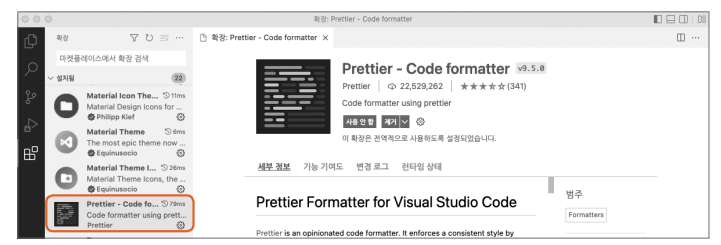 확장: Prettier - Code formatter
확장
확장: Prettier - Code formatter
마켓플레이스에서 확장 검색
설치됨 22
Material Icon The... 11ms
Material Design Icons for ...
Philipp Kief
Material Theme 6ms
The most epic theme now ...
Equinusocio
Material Theme I... 26ms
Material Theme Icons, the ...
Equinusocio
Prettier - Code fo... 79ms
Code formatter using prett...
Prettier
Prettier - Code formatter v9.5.0
Prettier 22,529,262 ★★★★☆(341)
Code formatter using prettier
사용 안 함 제거
이 확장은 전역적으로 사용하도록 설정되었습니다.
세부 정보 기능 기여도 변경 로그 런타임 상태
Prettier Formatter for Visual Studio Code
Prettier is an opinionated code formatter. It enforces a consistent style by
범주
Formatters